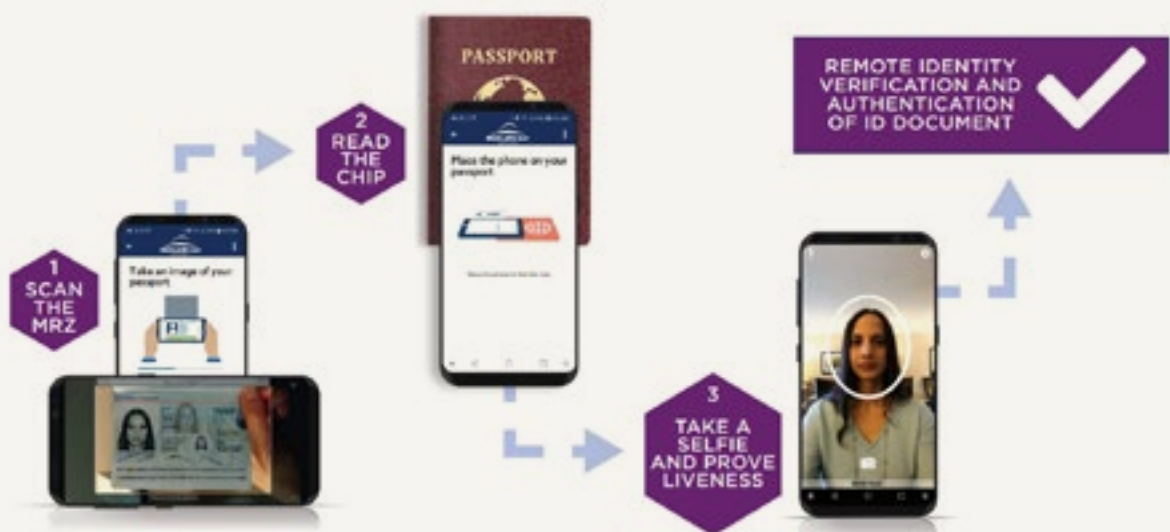 1
SCAN
THE
MRZ
Take an image of your
passport
2
READ
THE
CHIP
PASSPORT
Place the phone on your
passport
3
TAKE A
SELFIE
AND PROVE
LIVENESS
REMOTE IDENTITY
VERIFICATION AND
AUTHENTICATION
OF ID DOCUMENT